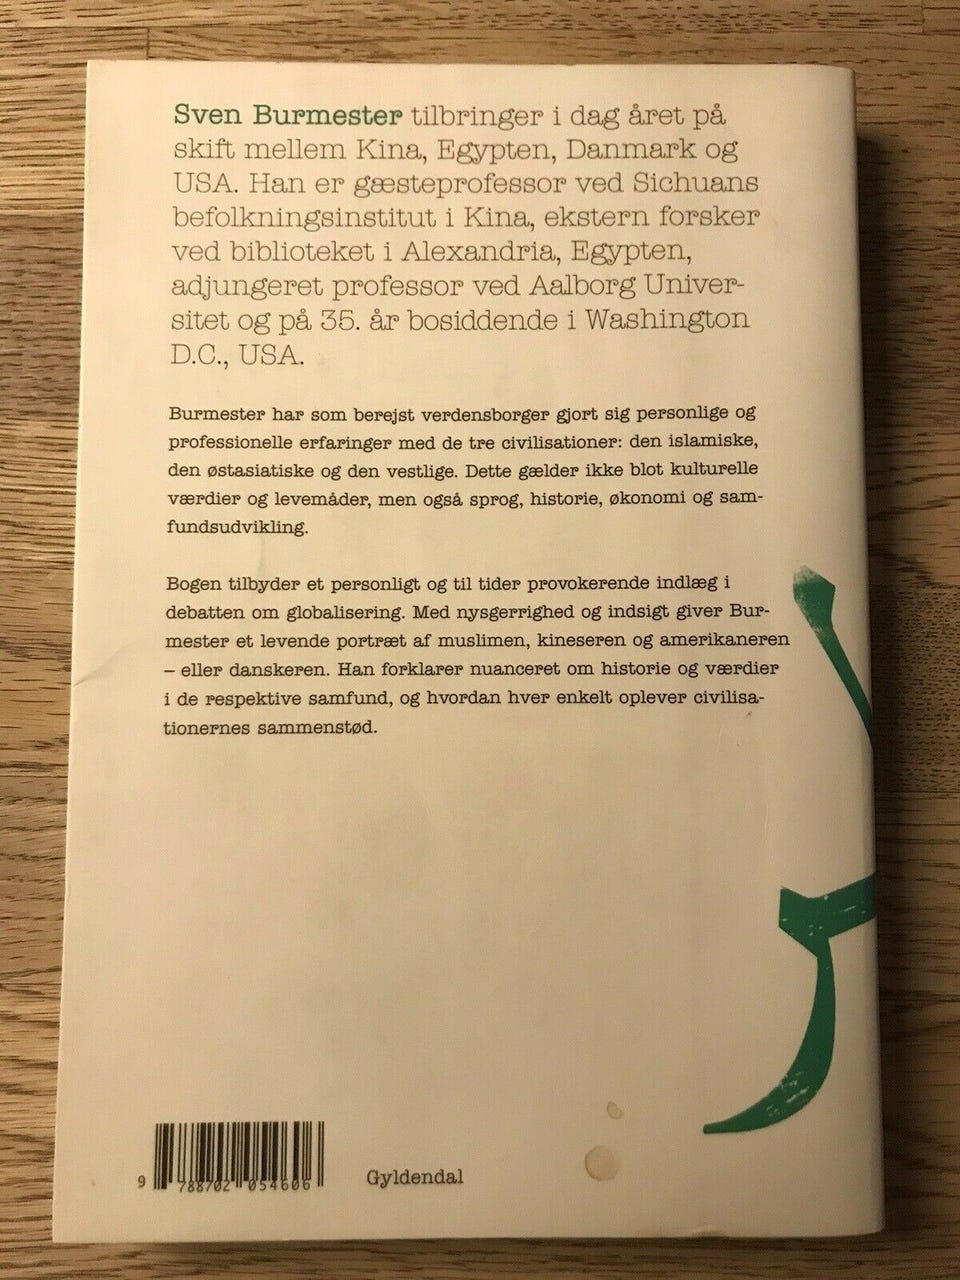 Sven Burmester tilbringer i dag året på
skift mellem Kina, Egypten, Danmark og
USA. Han er gæsteprofessor ved Sichuans
befolkningsinstitut i Kina, ekstern forsker
ved biblioteket i Alexandria, Egypten,
adjungeret professor ved Aalborg Univer-
sitet og på 35. år bosiddende i Washington
D.C., USA.
Burmester har som berejst verdensborger gjort sig personlige og
professionelle erfaringer med de tre civilisationer: den islamiske,
den østasiatiske og den vestlige. Dette gælder ikke blot kulturelle
værdier og levemåder, men også sprog, historie, økonomi og sam-
fundsudvikling.
Bogen tilbyder et personligt og til tider provokerende indlæg i
debatten om globalisering. Med nysgerrighed og indsigt giver Bur-
mester et levende portræt af muslimen, kineseren og amerikaneren
– eller danskeren. Han forklarer nuanceret om historie og værdier
i de respektive samfund, og hvordan hver enkelt oplever civilisa-
tionernes sammenstød.
9 788702 054606
Gyldendal